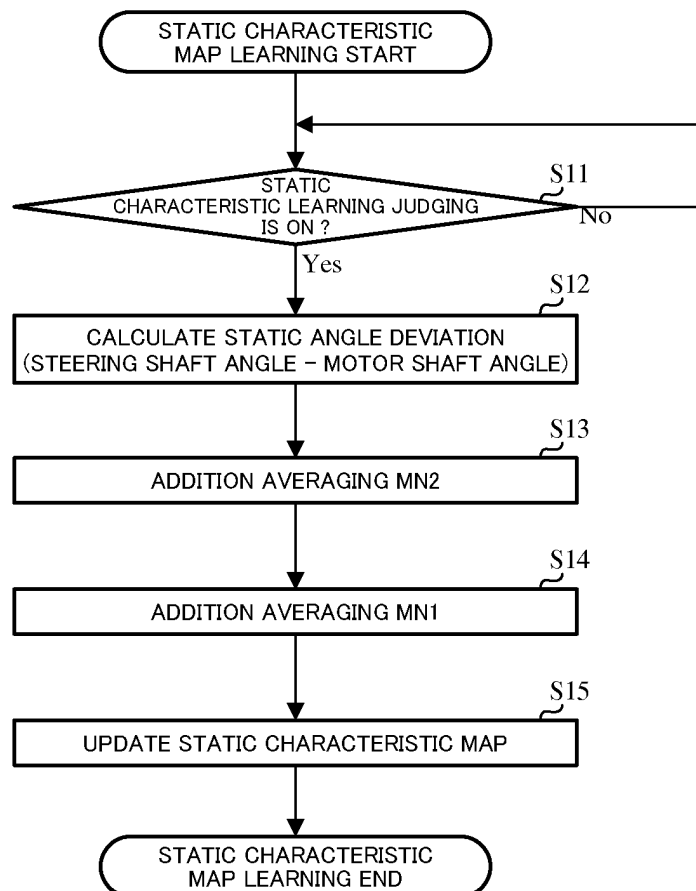 STATIC CHARACTERISTIC
MAP LEARNING START
S11
STATIC
CHARACTERISTIC LEARNING JUDGING
IS ON ?
No
Yes
S12
CALCULATE STATIC ANGLE DEVIATION
(STEERING SHAFT ANGLE − MOTOR SHAFT ANGLE)
S13
ADDITION AVERAGING MN2
S14
ADDITION AVERAGING MN1
S15
UPDATE STATIC CHARACTERISTIC MAP
STATIC CHARACTERISTIC
MAP LEARNING END